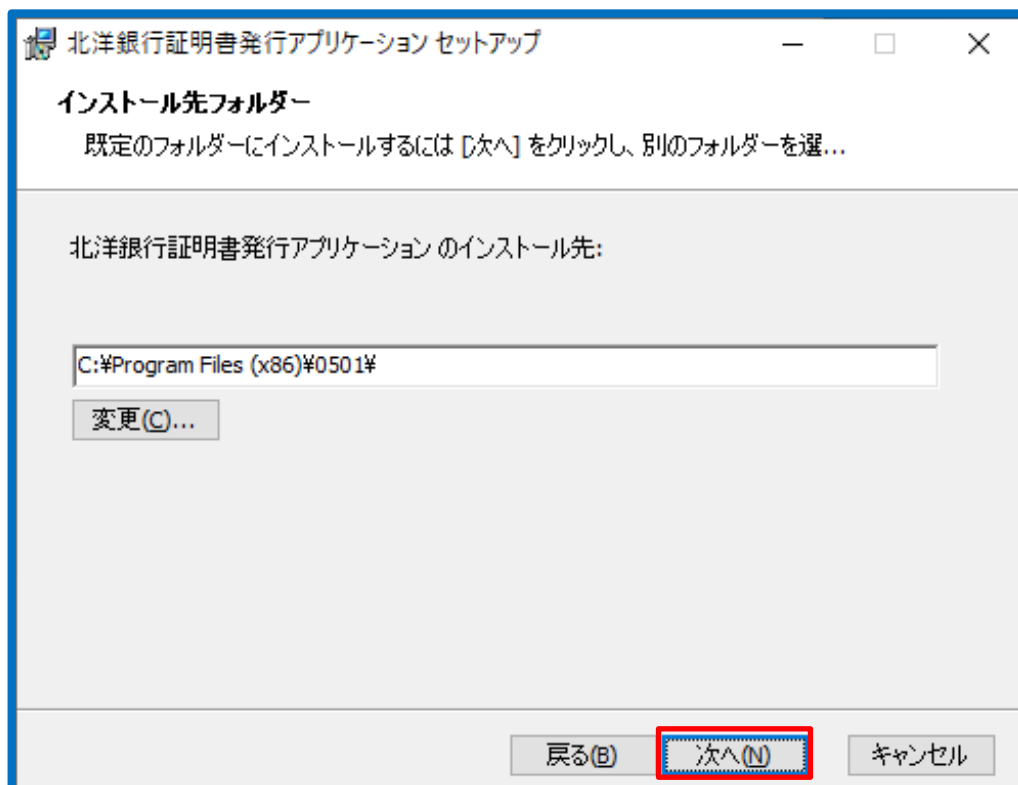 北洋銀行証明書発行アプリケーション セットアップ
インストール先フォルダー
既定のフォルダーにインストールするには [次へ] をクリックし、別のフォルダーを選...
北洋銀行証明書発行アプリケーション のインストール先:
C:¥Program Files (x86)¥0501¥
変更(C)...
戻る(B) 次へ(N) キャンセル